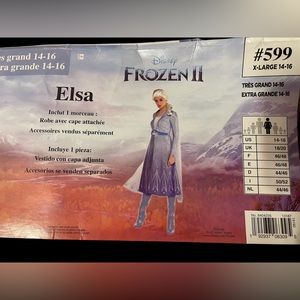 ès grand 14-16
tra grande 14-16
Disney
FROZEN II
Elsa
Inclut 1 morceau :
Robe avec cape attachée
Accessoires vendus séparément
Incluye 1 pieza:
Vestido con capa adjunta
Accesorios se venden separados
#599
X-LARGE 14-16
TRÈS GRAND 14-16
EXTRA GRANDE 14-16
US 14-16
UK 18/20
F 44/46
E 46/48
D 44/46
I 50/52
NL 44/46